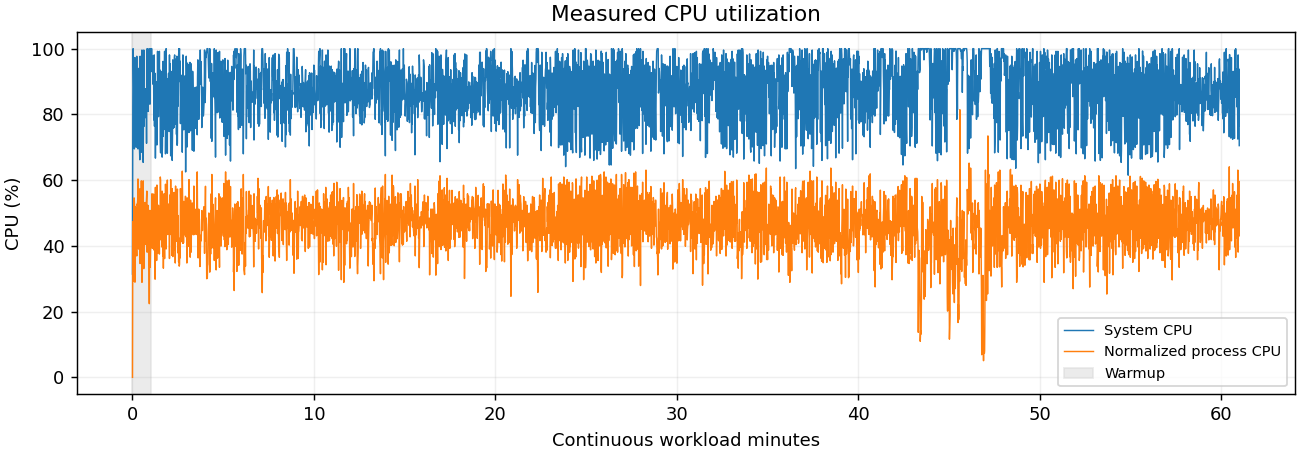 Measured CPU utilization
CPU (%)
100
80
60
40
20
0
System CPU
Normalized process CPU
Warmup
0 10 20 30 40 50 60
Continuous workload minutes